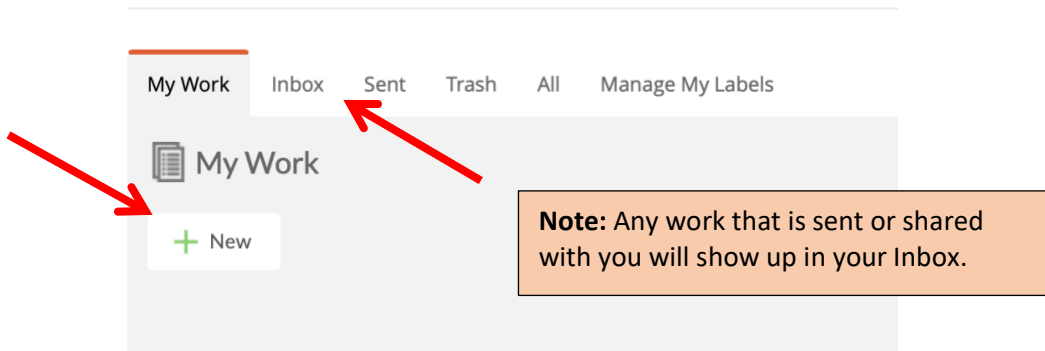 My Work Inbox Sent Trash All Manage My Labels
My Work
+ New
Note: Any work that is sent or shared
with you will show up in your Inbox.